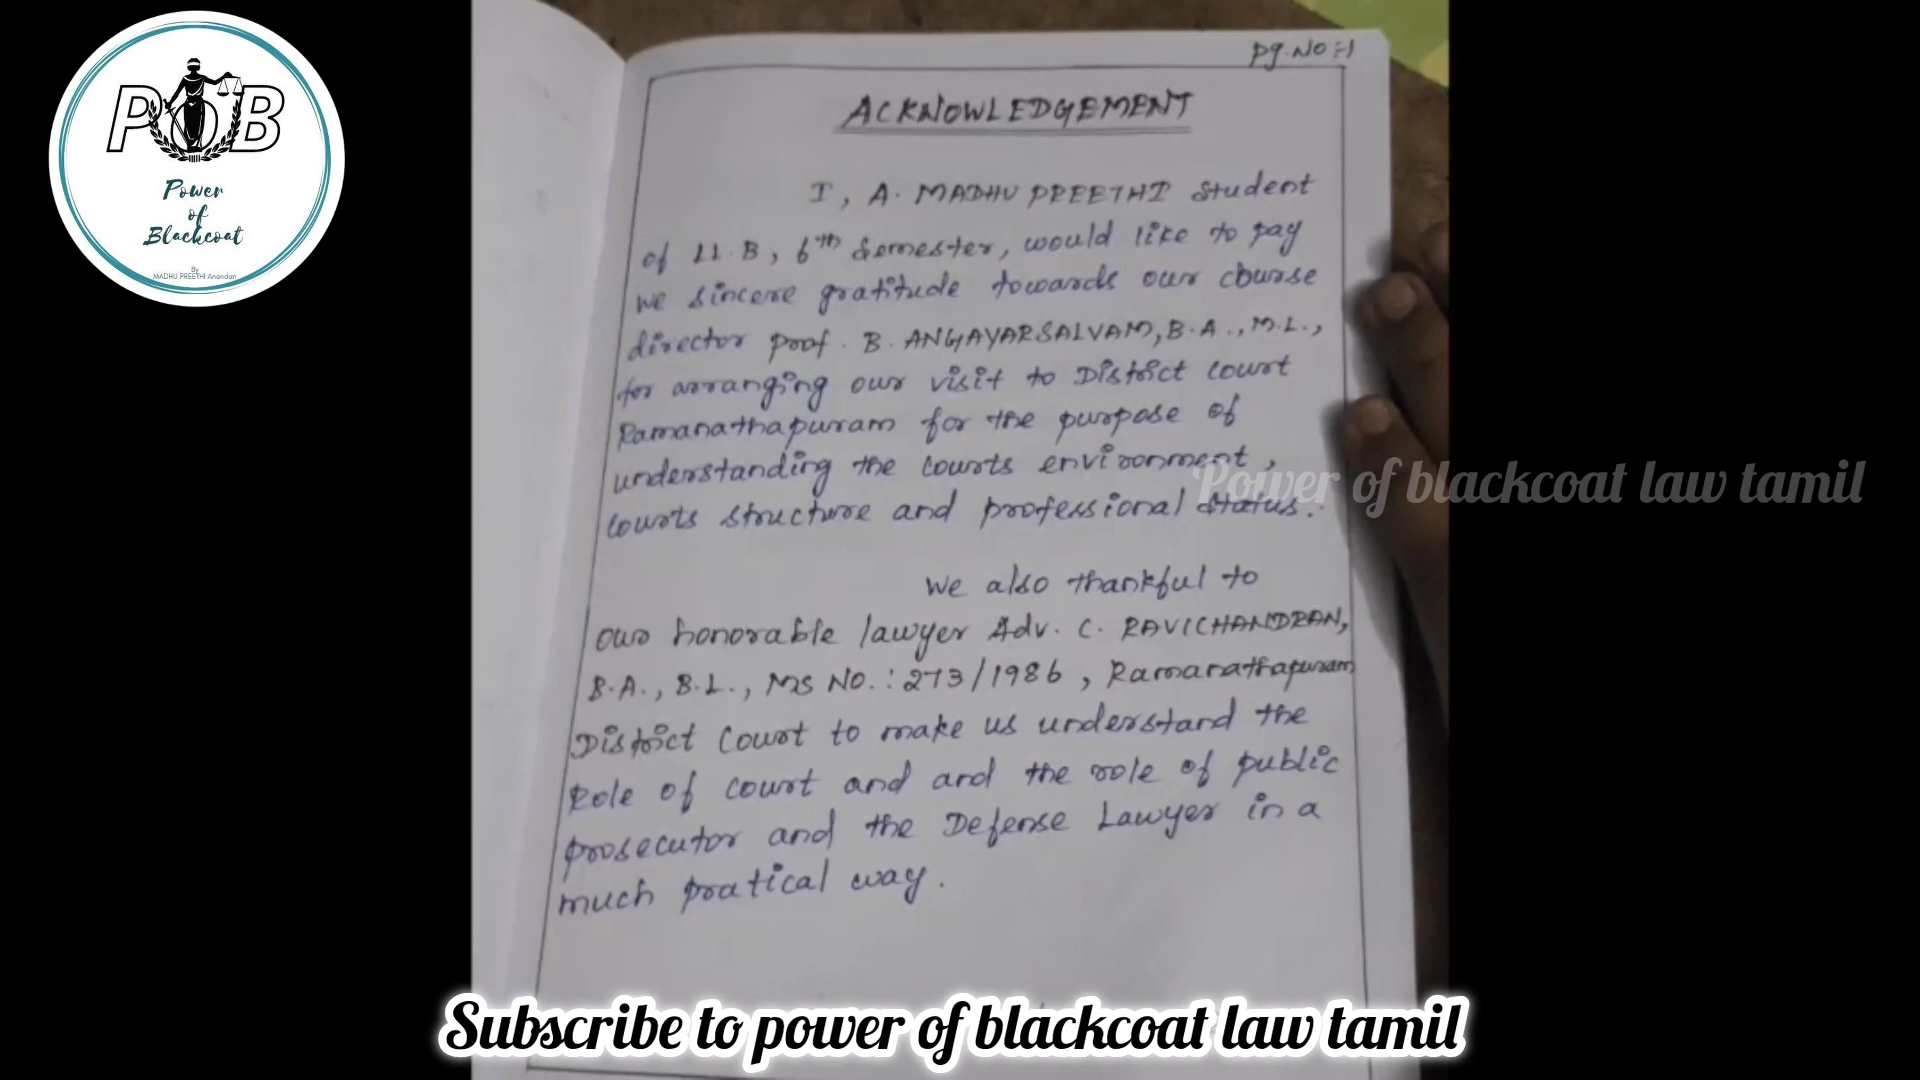 POB
Power
of
Blackcoat
By
MADHU PREETHI Anandan
Pg.No:-1
ACKNOWLEDGEMENT
I, A. MADHU PREETHI student
of LL.B, 6th Semester, would like to pay
we sincere gratitude towards our course
director prof. B. ANGAYARSALVAM, B.A., M.L.,
for arranging our visit to District court
Ramanathapuram for the purpose of
understanding the courts environment,
courts structure and professional status.
Power of blackcoat law tamil
We also thankful to
our honorable lawyer Adv. C. RAVICHANDRAN,
B.A., B.L., MS NO.: 273/1986, Ramanathapuram
District Court to make us understand the
Role of court and and the role of public
prosecutor and the Defense Lawyer in a
much pratical way.
Subscribe to power of blackcoat law tamil